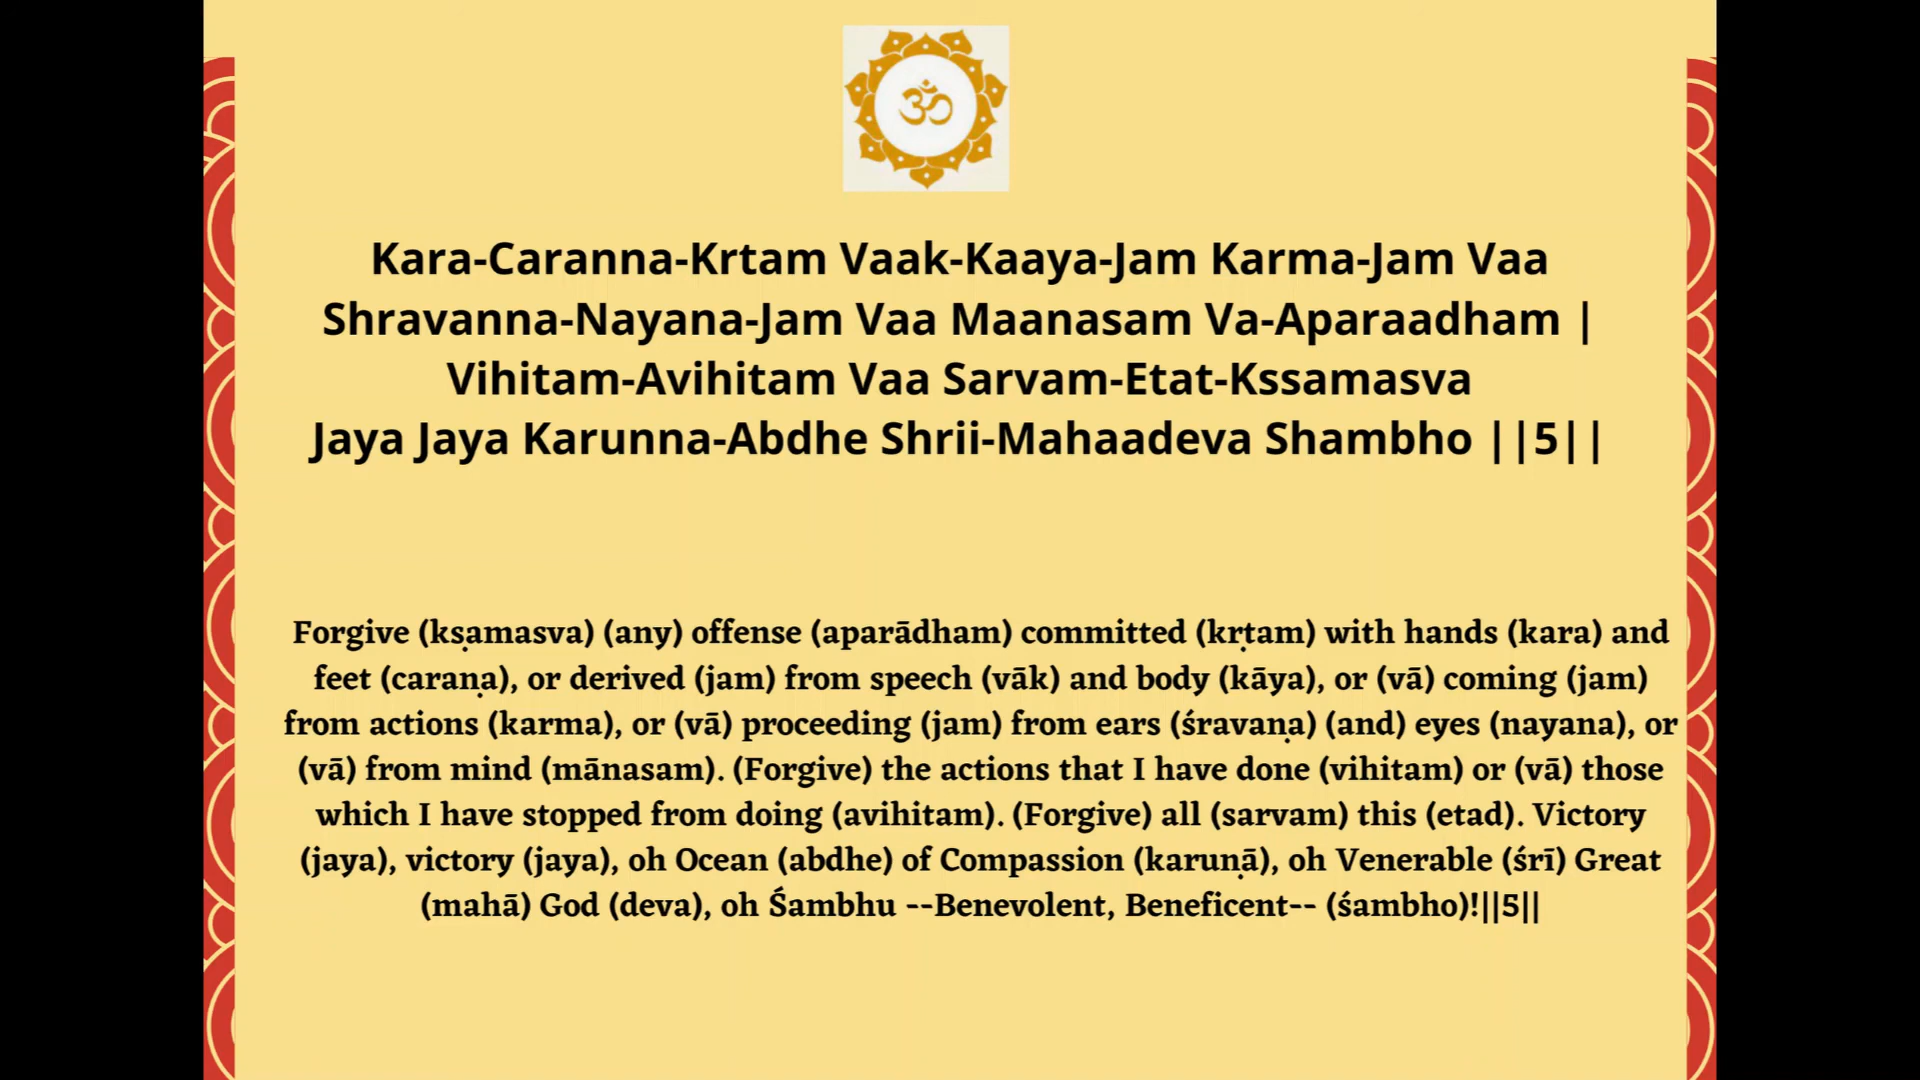 ॐ
Kara-Caranna-Krtam Vaak-Kaaya-Jam Karma-Jam Vaa
Shravanna-Nayana-Jam Vaa Maanasam Va-Aparaadham |
Vihitam-Avihitam Vaa Sarvam-Etat-Kssamasva
Jaya Jaya Karunna-Abdhe Shrii-Mahaadeva Shambho ||5||
Forgive (kṣamasva) (any) offense (aparādham) committed (kṛtam) with hands (kara) and
feet (caraṇa), or derived (jam) from speech (vāk) and body (kāya), or (vā) coming (jam)
from actions (karma), or (vā) proceeding (jam) from ears (śravaṇa) (and) eyes (nayana), or
(vā) from mind (mānasam). (Forgive) the actions that I have done (vihitam) or (vā) those
which I have stopped from doing (avihitam). (Forgive) all (sarvam) this (etad). Victory
(jaya), victory (jaya), oh Ocean (abdhe) of Compassion (karuṇā), oh Venerable (śrī) Great
(mahā) God (deva), oh Śambhu --Benevolent, Beneficent-- (śambho)!||5||